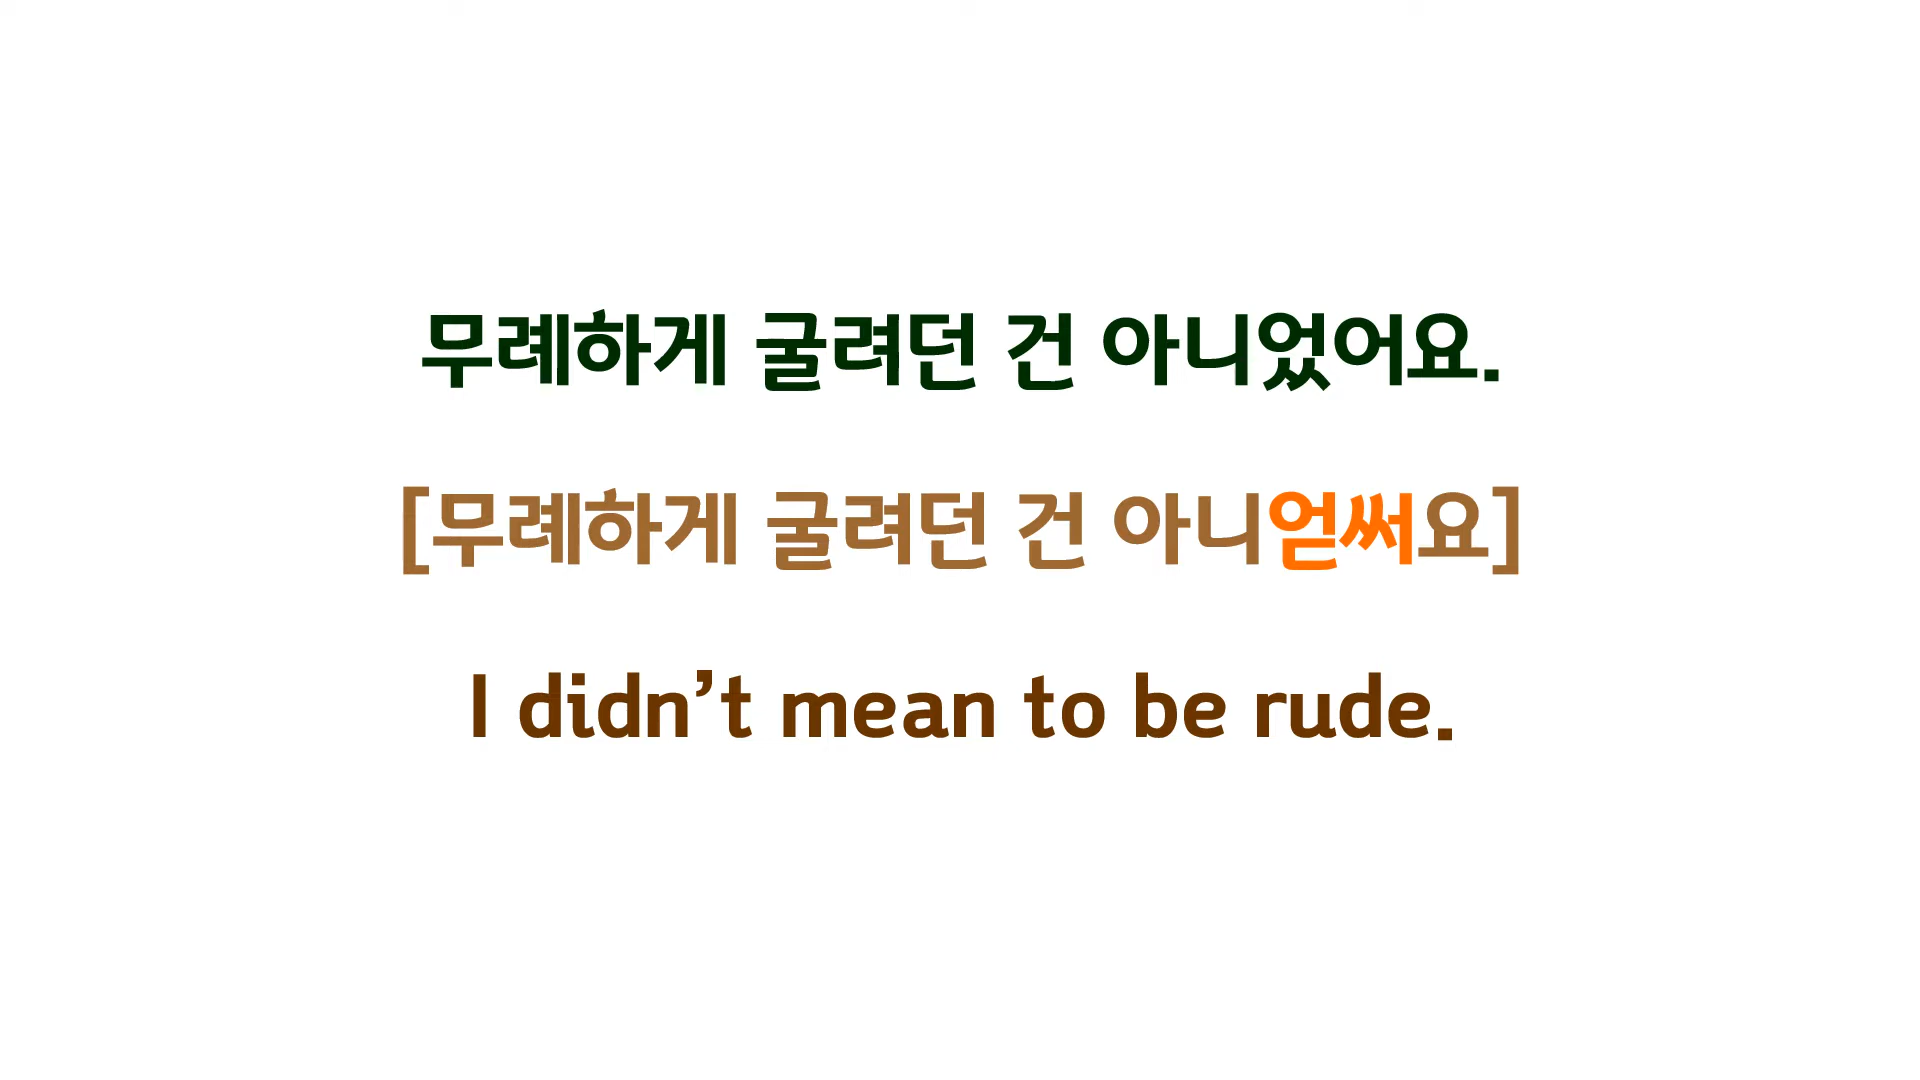 무례하게 굴려던 건 아니었어요.
[무례하게 굴려던 건 아니얻써요]
I didn’t mean to be rude.